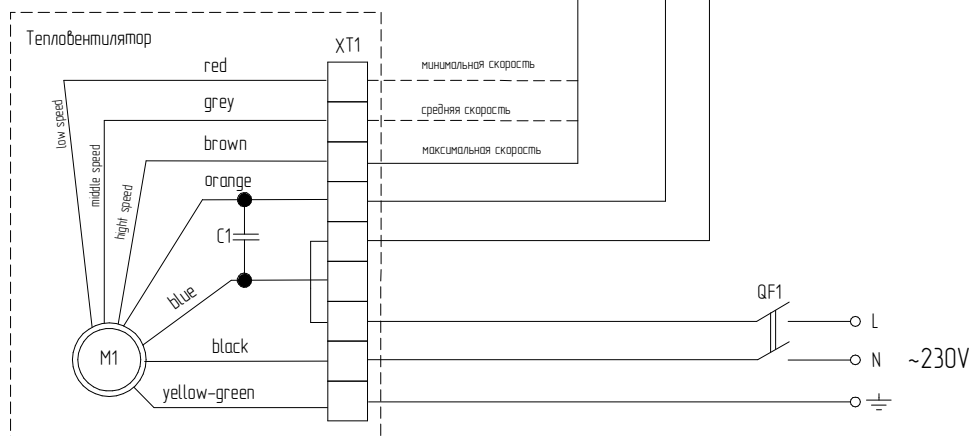 Тепловентилятор
XT1
red
минимальная скорость
low speed
grey
средняя скорость
middle speed
brown
максимальная скорость
hight speed
orange
C1
blue
QF1
L
M1
black
N
~230V
yellow-green